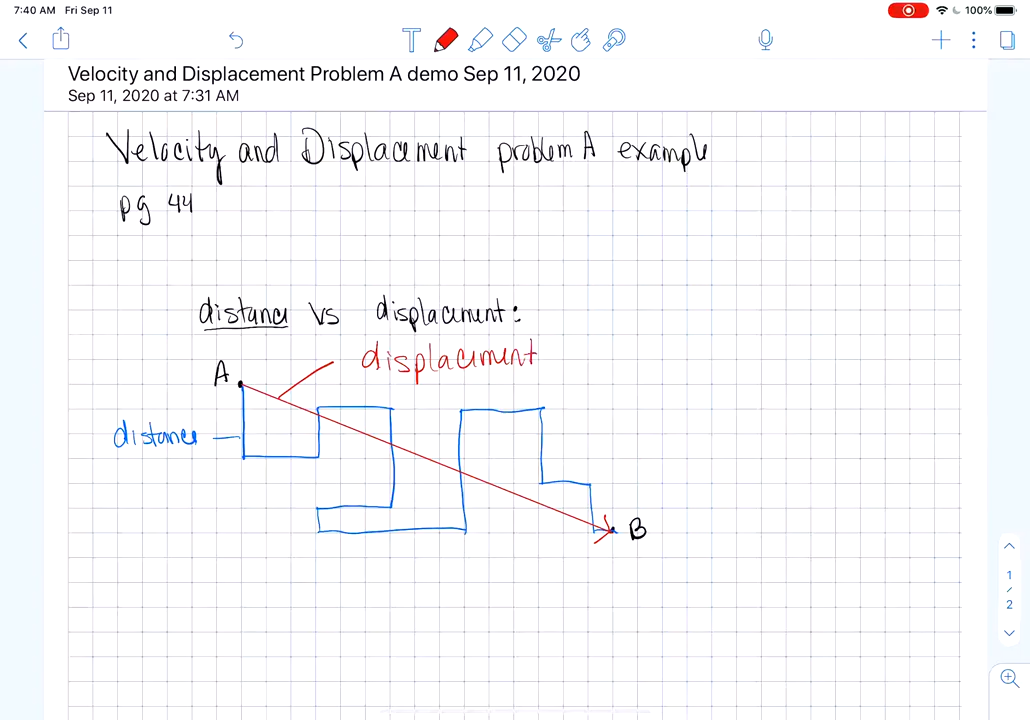 7:40 AM Fri Sep 11
100%
T
Velocity and Displacement Problem A demo Sep 11, 2020
Sep 11, 2020 at 7:31 AM
Velocity and Displacement problem A example
pg 44
distance vs displacement:
displacement
A
distance
B
1
/
2